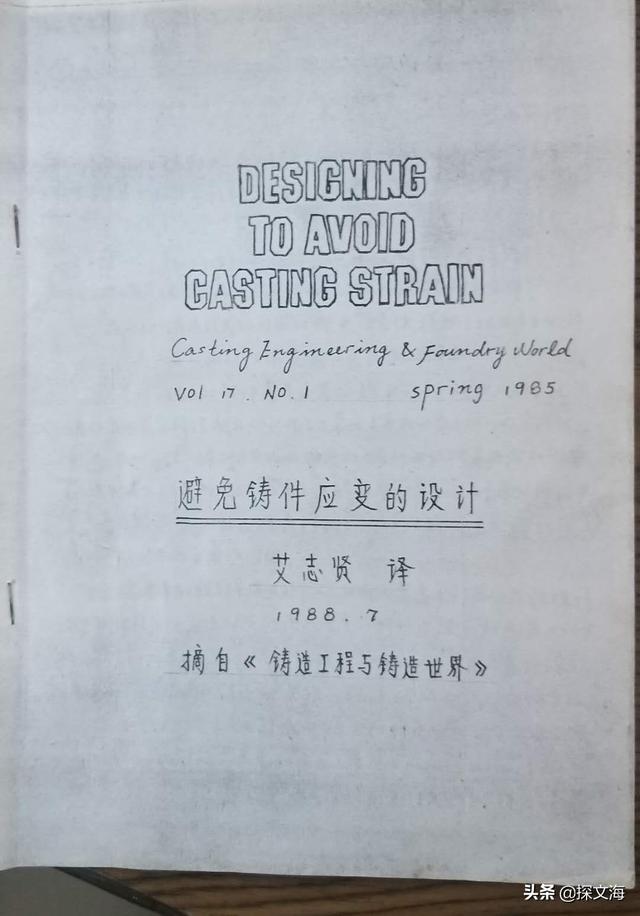 DESIGNING
TO AVOID
CASTING STRAIN
Casting Engineering & Foundry World
Vol 17. NO.1 spring 1985
避免铸件应变的设计
艾志贤 译
1988.7
摘自《铸造工程与铸造世界》
头条 @探文海